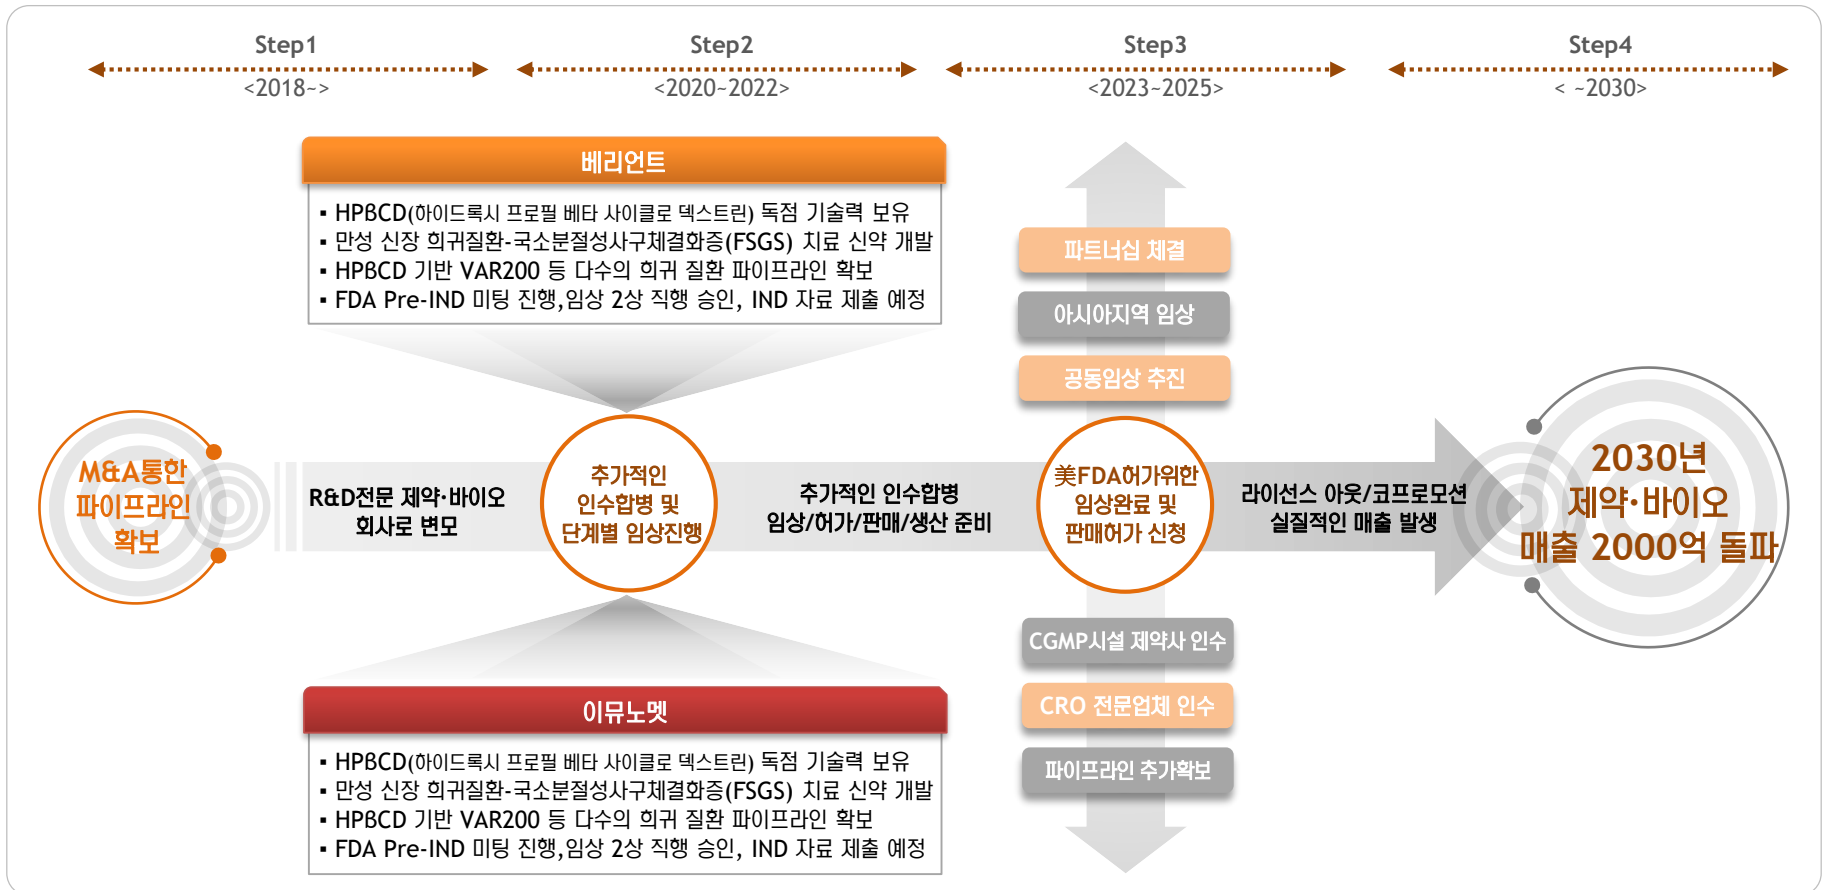 Step1
<2018~>
Step2
<2020~2022>
Step3
<2023~2025>
Step4
< ~2030>
베리언트
▪ HPβCD(하이드록시 프로필 베타 사이클로 덱스트린) 독점 기술력 보유
▪ 만성 신장 희귀질환-국소분절성사구체결화증(FSGS) 치료 신약 개발
▪ HPβCD 기반 VAR200 등 다수의 희귀 질환 파이프라인 확보
▪ FDA Pre-IND 미팅 진행,임상 2상 직행 승인, IND 자료 제출 예정
파트너십 체결
아시아지역 임상
공동임상 추진
M&A통한
파이프라인
확보
R&D전문 제약·바이오
회사로 변모
추가적인
인수합병 및
단계별 임상진행
추가적인 인수합병
임상/허가/판매/생산 준비
美FDA허가위한
임상완료 및
판매허가 신청
라이선스 아웃/코프로모션
실질적인 매출 발생
2030년
제약·바이오
매출 2000억 돌파
CGMP시설 제약사 인수
CRO 전문업체 인수
파이프라인 추가확보
이뮤노멧
▪ HPβCD(하이드록시 프로필 베타 사이클로 덱스트린) 독점 기술력 보유
▪ 만성 신장 희귀질환-국소분절성사구체결화증(FSGS) 치료 신약 개발
▪ HPβCD 기반 VAR200 등 다수의 희귀 질환 파이프라인 확보
▪ FDA Pre-IND 미팅 진행,임상 2상 직행 승인, IND 자료 제출 예정